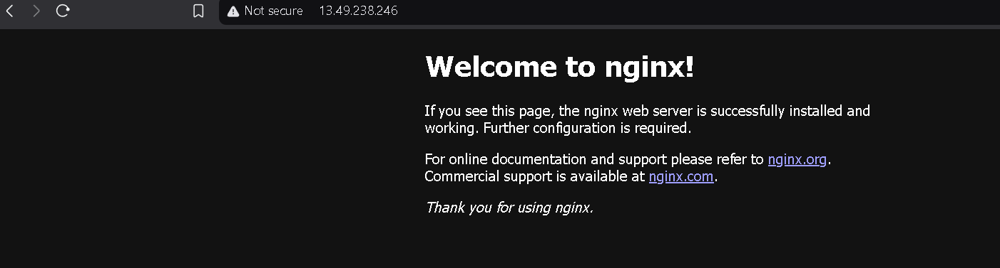 Not secure 13.49.238.246
Welcome to nginx!
If you see this page, the nginx web server is successfully installed and
working. Further configuration is required.
For online documentation and support please refer to nginx.org.
Commercial support is available at nginx.com.
Thank you for using nginx.